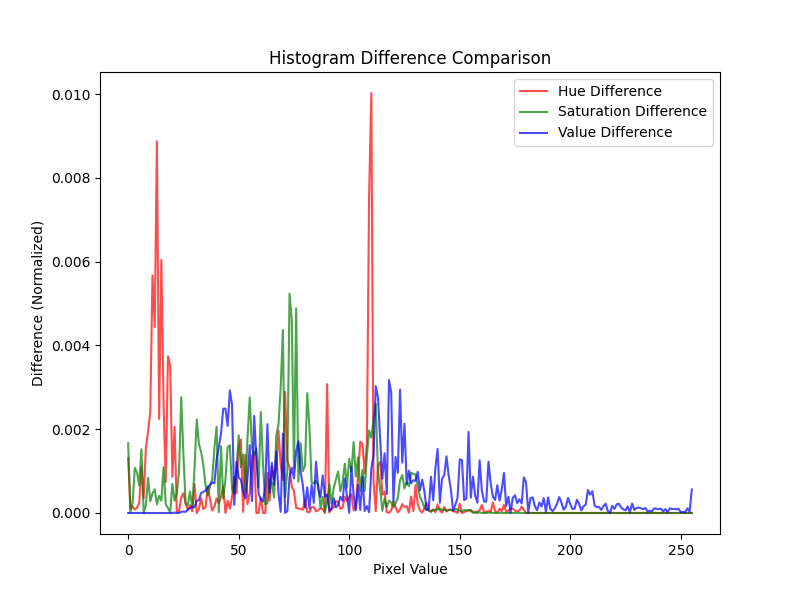 Histogram Difference Comparison
Hue Difference
Saturation Difference
Value Difference
Difference (Normalized)
0.010
0.008
0.006
0.004
0.002
0.000
0 50 100 150 200 250
Pixel Value